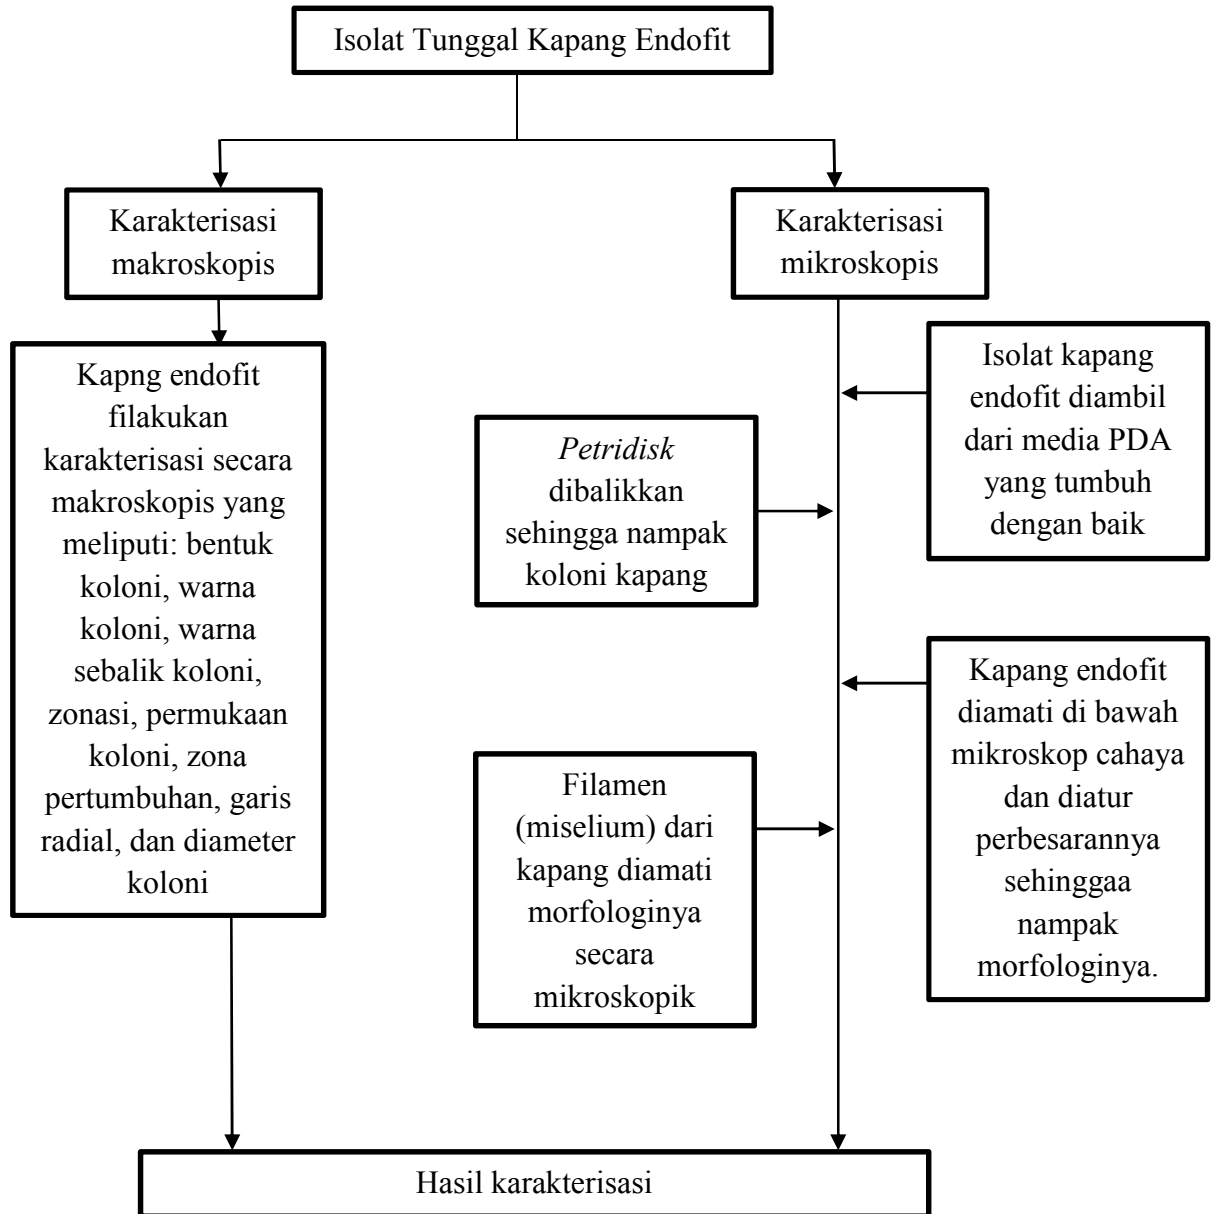 Isolat Tunggal Kapang Endofit
Karakterisasi
makroskopis
Karakterisasi
mikroskopis
Kapng endofit
filakukan
karakterisasi secara
makroskopis yang
meliputi: bentuk
koloni, warna
koloni, warna
sebalik koloni,
zonasi, permukaan
koloni, zona
pertumbuhan, garis
radial, dan diameter
koloni
Isolat kapang
endofit diambil
dari media PDA
yang tumbuh
dengan baik
Petridisk
dibalikkan
sehingga nampak
koloni kapang
Kapang endofit
diamati di bawah
mikroskop cahaya
dan diatur
perbesarannya
sehinggaa
nampak
morfologinya.
Filamen
(miselium) dari
kapang diamati
morfologinya
secara
mikroskopik
Hasil karakterisasi